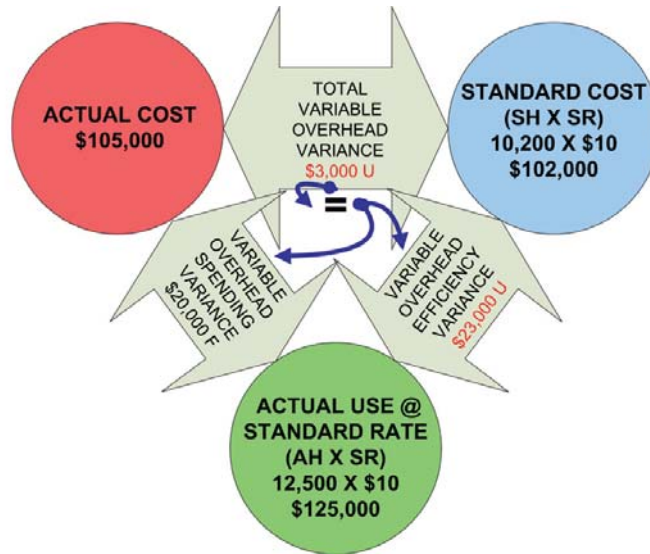 ACTUAL COST
$105,000
TOTAL
VARIABLE
OVERHEAD
VARIANCE
$3,000 U
=
STANDARD COST
(SH X SR)
10,200 X $10
$102,000
VARIABLE
OVERHEAD
SPENDING
VARIANCE
$20,000 F
VARIABLE
OVERHEAD
EFFICIENCY
VARIANCE
$23,000 U
ACTUAL USE @
STANDARD RATE
(AH X SR)
12,500 X $10
$125,000